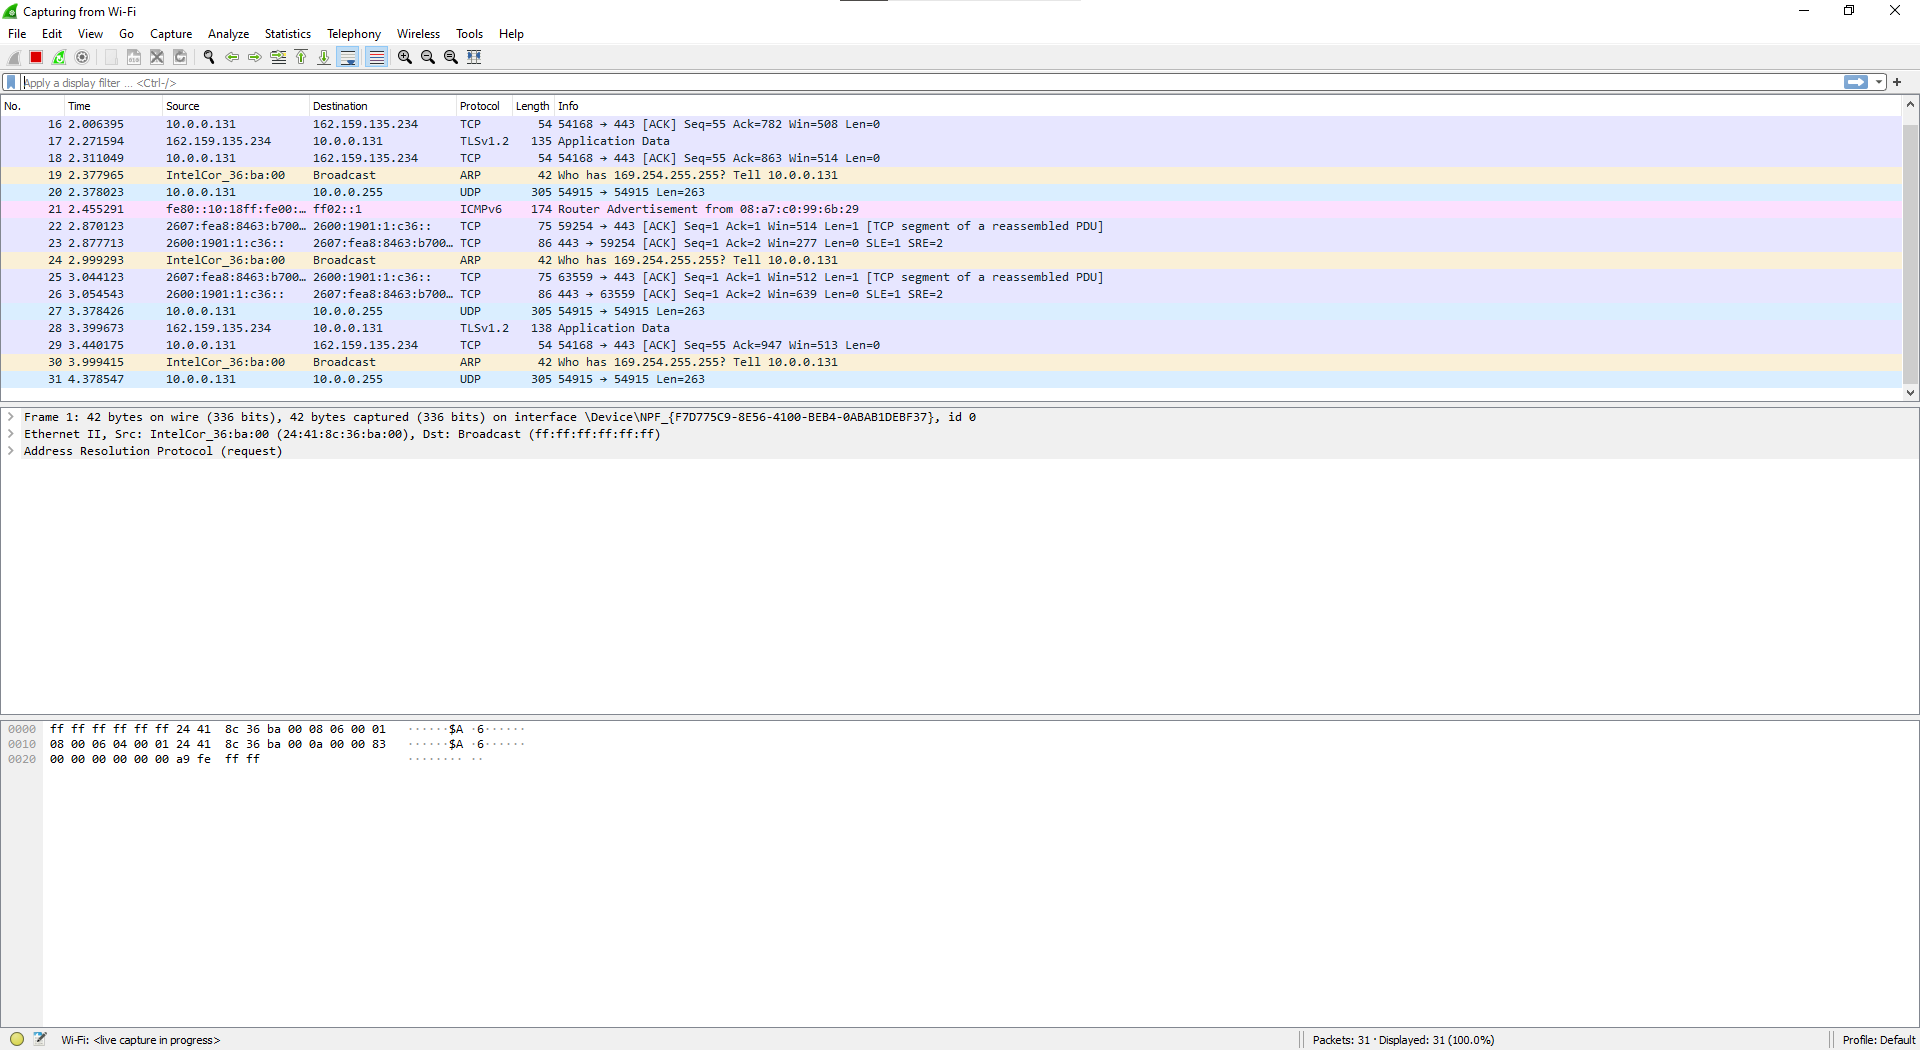 Capturing from Wi-Fi
File Edit View Go Capture Analyze Statistics Telephony Wireless Tools Help
Apply a display filter ... <Ctrl-/>
No. Time Source Destination Protocol Length Info
16 2.006395 10.0.0.131 162.159.135.234 TCP 54 54168 → 443 [ACK] Seq=55 Ack=782 Win=508 Len=0
17 2.271594 162.159.135.234 10.0.0.131 TLSv1.2 135 Application Data
18 2.311049 10.0.0.131 162.159.135.234 TCP 54 54168 → 443 [ACK] Seq=55 Ack=863 Win=514 Len=0
19 2.377965 IntelCor_36:ba:00 Broadcast ARP 42 Who has 169.254.255.255? Tell 10.0.0.131
20 2.378023 10.0.0.131 10.0.0.255 UDP 305 54915 → 54915 Len=263
21 2.455291 fe80::10:18ff:fe00:… ff02::1 ICMPv6 174 Router Advertisement from 08:a7:c0:99:6b:29
22 2.870123 2607:fea8:8463:b700… 2600:1901:1:c36:: TCP 75 59254 → 443 [ACK] Seq=1 Ack=1 Win=514 Len=1 [TCP segment of a reassembled PDU]
23 2.877713 2600:1901:1:c36:: 2607:fea8:8463:b700… TCP 86 443 → 59254 [ACK] Seq=1 Ack=2 Win=277 Len=0 SLE=1 SRE=2
24 2.999293 IntelCor_36:ba:00 Broadcast ARP 42 Who has 169.254.255.255? Tell 10.0.0.131
25 3.044123 2607:fea8:8463:b700… 2600:1901:1:c36:: TCP 75 63559 → 443 [ACK] Seq=1 Ack=1 Win=512 Len=1 [TCP segment of a reassembled PDU]
26 3.054543 2600:1901:1:c36:: 2607:fea8:8463:b700… TCP 86 443 → 63559 [ACK] Seq=1 Ack=2 Win=639 Len=0 SLE=1 SRE=2
27 3.378426 10.0.0.131 10.0.0.255 UDP 305 54915 → 54915 Len=263
28 3.399673 162.159.135.234 10.0.0.131 TLSv1.2 138 Application Data
29 3.440175 10.0.0.131 162.159.135.234 TCP 54 54168 → 443 [ACK] Seq=55 Ack=947 Win=513 Len=0
30 3.999415 IntelCor_36:ba:00 Broadcast ARP 42 Who has 169.254.255.255? Tell 10.0.0.131
31 4.378547 10.0.0.131 10.0.0.255 UDP 305 54915 → 54915 Len=263
Frame 1: 42 bytes on wire (336 bits), 42 bytes captured (336 bits) on interface \Device\NPF_{F7D775C9-8E56-4100-BEB4-0ABAB1DEBF37}, id 0
Ethernet II, Src: IntelCor_36:ba:00 (24:41:8c:36:ba:00), Dst: Broadcast (ff:ff:ff:ff:ff:ff)
Address Resolution Protocol (request)
0000 ff ff ff ff ff ff 24 41 8c 36 ba 00 08 06 00 01 ······$A ·6······
0010 08 00 06 04 00 01 24 41 8c 36 ba 00 0a 00 00 83 ······$A ·6······
0020 00 00 00 00 00 00 a9 fe ff ff ········ ··
Wi-Fi: <live capture in progress>
Packets: 31 · Displayed: 31 (100.0%)
Profile: Default